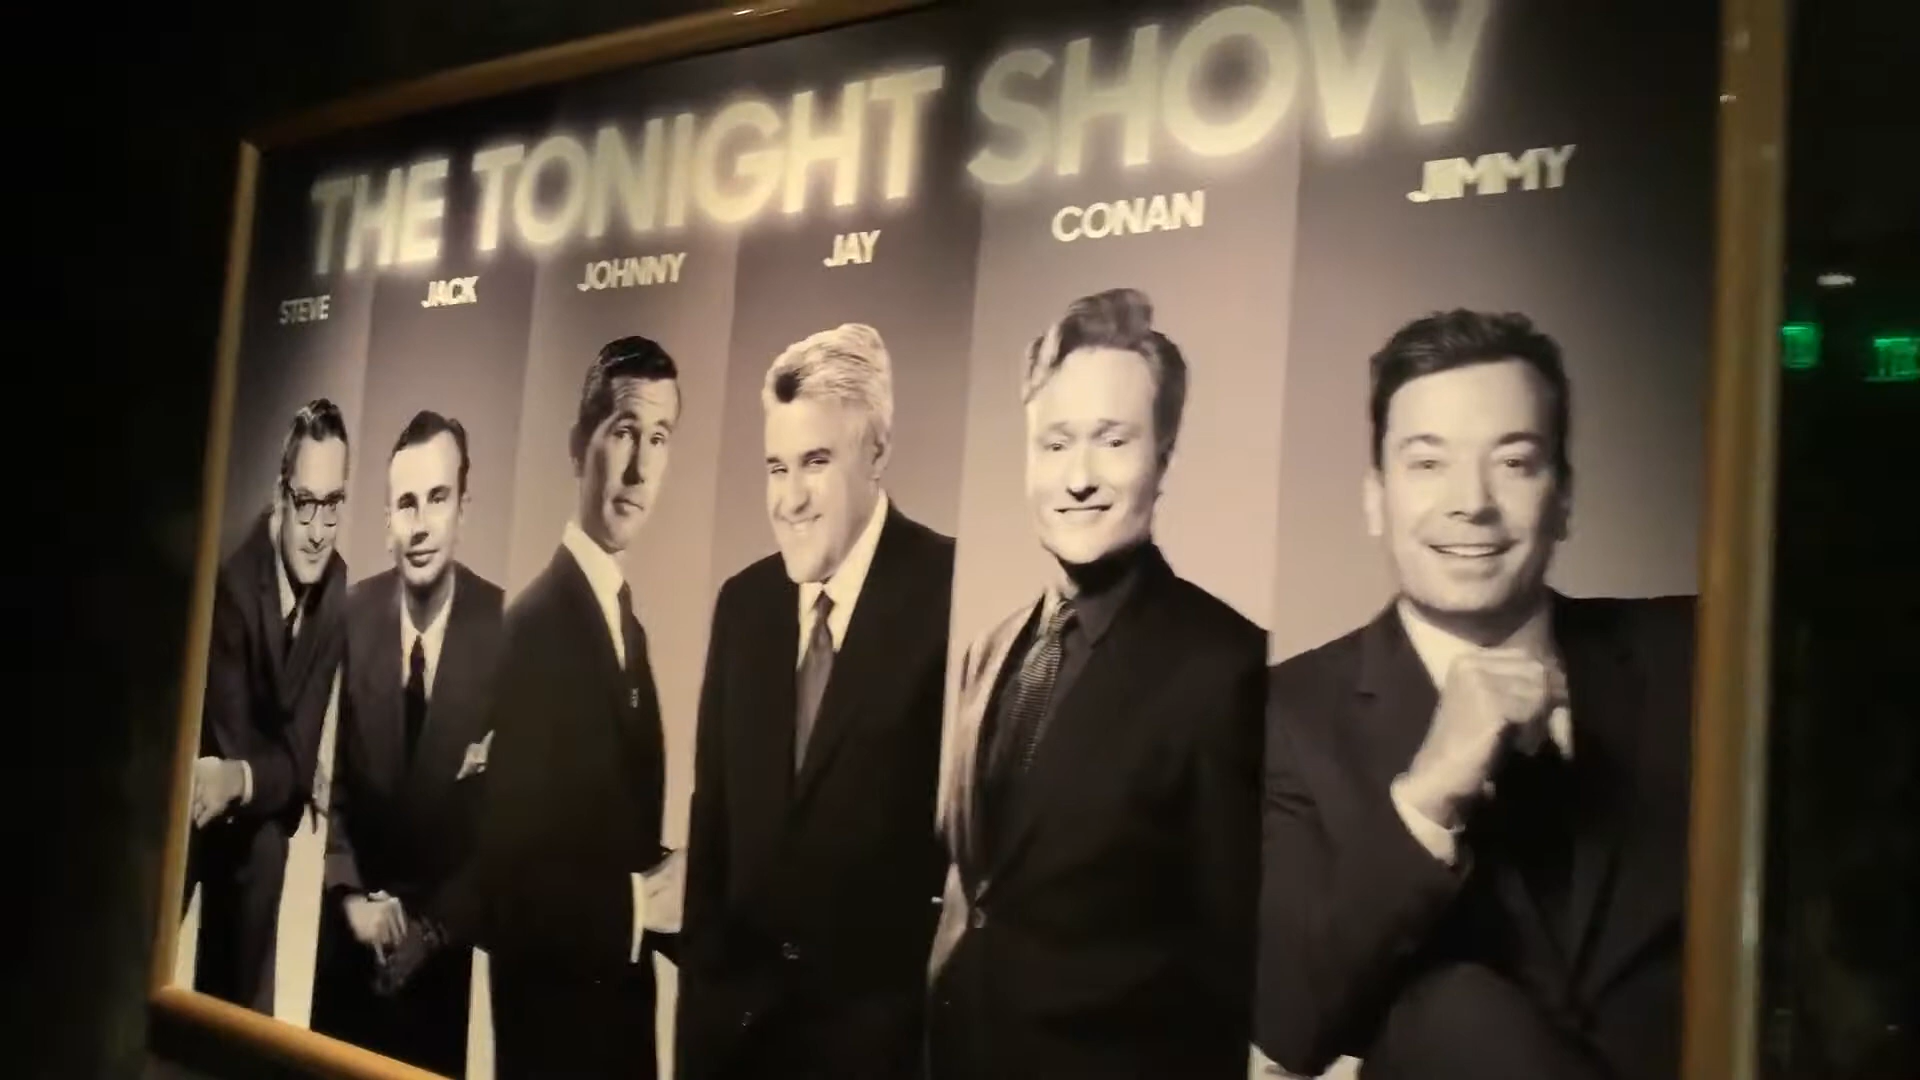 THE TONIGHT SHOW
STEVE
JACK
JOHNNY
JAY
CONAN
JIMMY